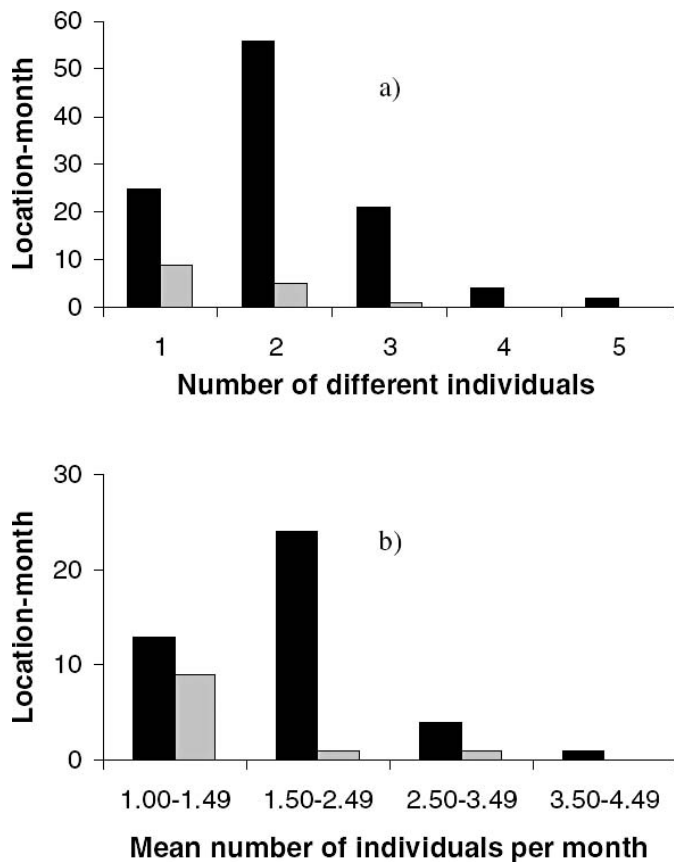 60
50
40
30
20
10
0
Location-month
a)
1 2 3 4 5
Number of different individuals
30
20
10
0
Location-month
b)
1.00-1.49 1.50-2.49 2.50-3.49 3.50-4.49
Mean number of individuals per month